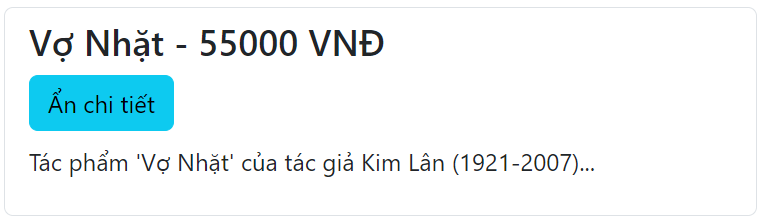 Vợ Nhặt - 55000 VNĐ
Ẩn chi tiết
Tác phẩm 'Vợ Nhặt' của tác giả Kim Lân (1921-2007)...